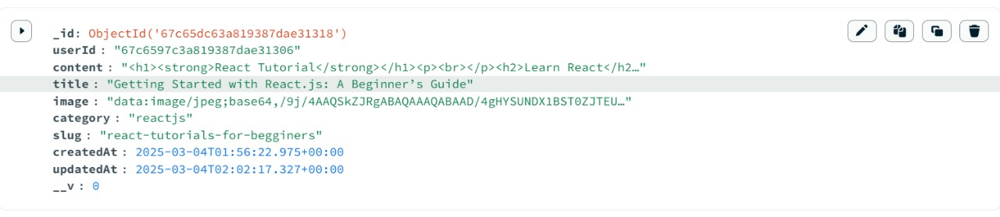 _id: ObjectId('67c65dc63a819387dae31318')
userId : "67c6597c3a819387dae31306"
content : "<h1><strong>React Tutorial</strong></h1><p><br></p><h2>Learn React</h2…"
title : "Getting Started with React.js: A Beginner’s Guide"
image : "data:image/jpeg;base64,/9j/4AAQSkZJRgABAQAAAQABAAD/4gHYSUNDX1BST0ZJTEU…"
category : "reactjs"
slug : "react-tutorials-for-begginers"
createdAt : 2025-03-04T01:56:22.975+00:00
updatedAt : 2025-03-04T02:02:17.327+00:00
__v : 0